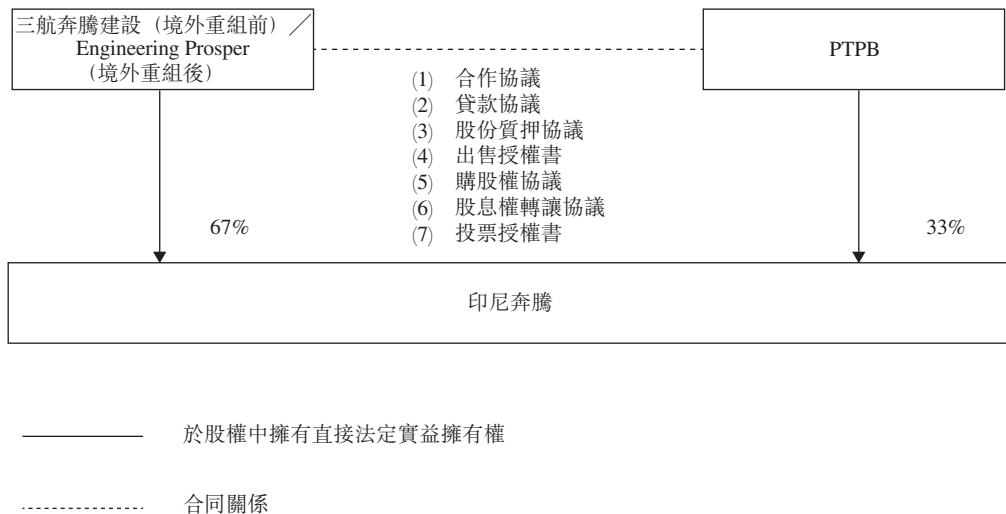 三航奔騰建設（境外重組前）／
Engineering Prosper
（境外重組後）
PTPB
(1) 合作協議
(2) 貸款協議
(3) 股份質押協議
(4) 出售授權書
(5) 購股權協議
(6) 股息權轉讓協議
(7) 投票授權書
67%
33%
印尼奔騰
於股權中擁有直接法定實益擁有權
合同關係